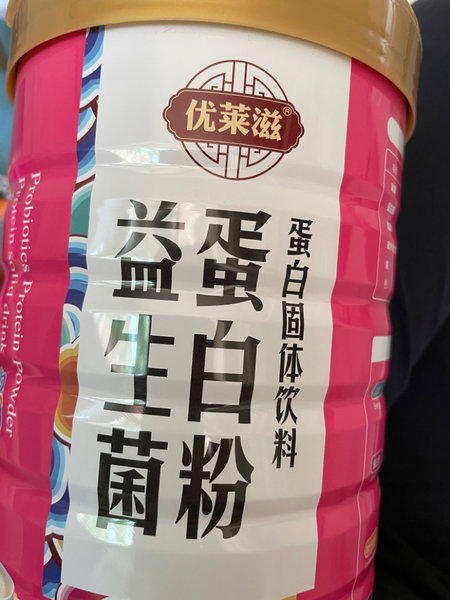 优莱滋®
益生菌
蛋白粉
蛋白固体饮料
Probiotics Protein Powder
Protein solid drink